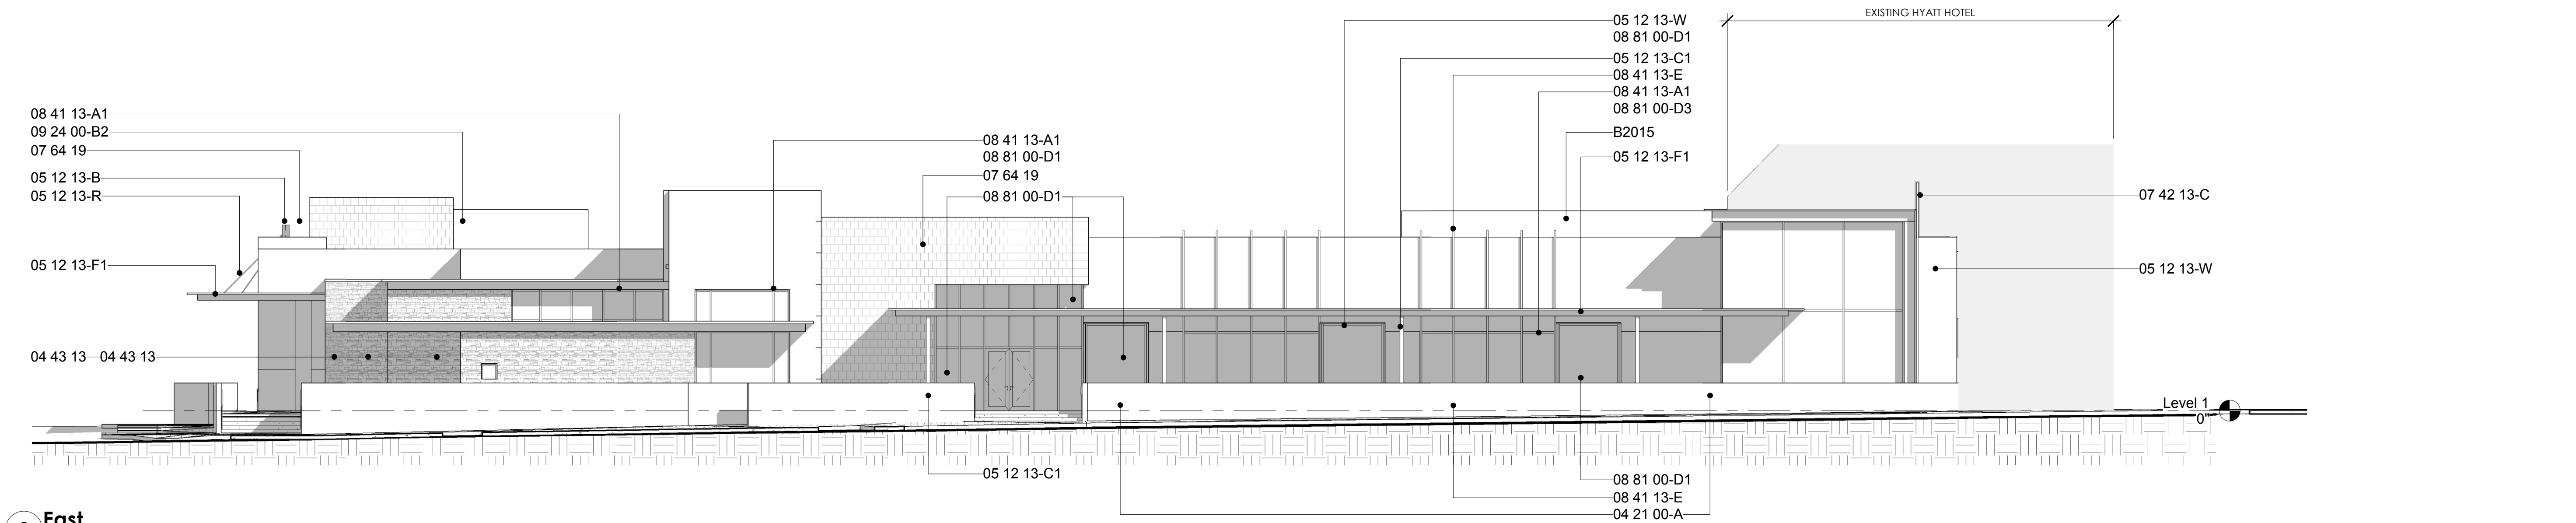 EXISTING HYATT HOTEL
05 12 13-W
08 81 00-D1
05 12 13-C1
08 41 13-E
08 41 13-A1
08 81 00-D3
B2015
05 12 13-F1
08 41 13-A1
09 24 00-B2
07 64 19
05 12 13-B
05 12 13-R
05 12 13-F1
04 43 13 04 43 13
08 41 13-A1
08 81 00-D1
07 64 19
08 81 00-D1
07 42 13-C
05 12 13-W
Level 1
0"
05 12 13-C1
08 81 00-D1
08 41 13-E
04 21 00-A
East